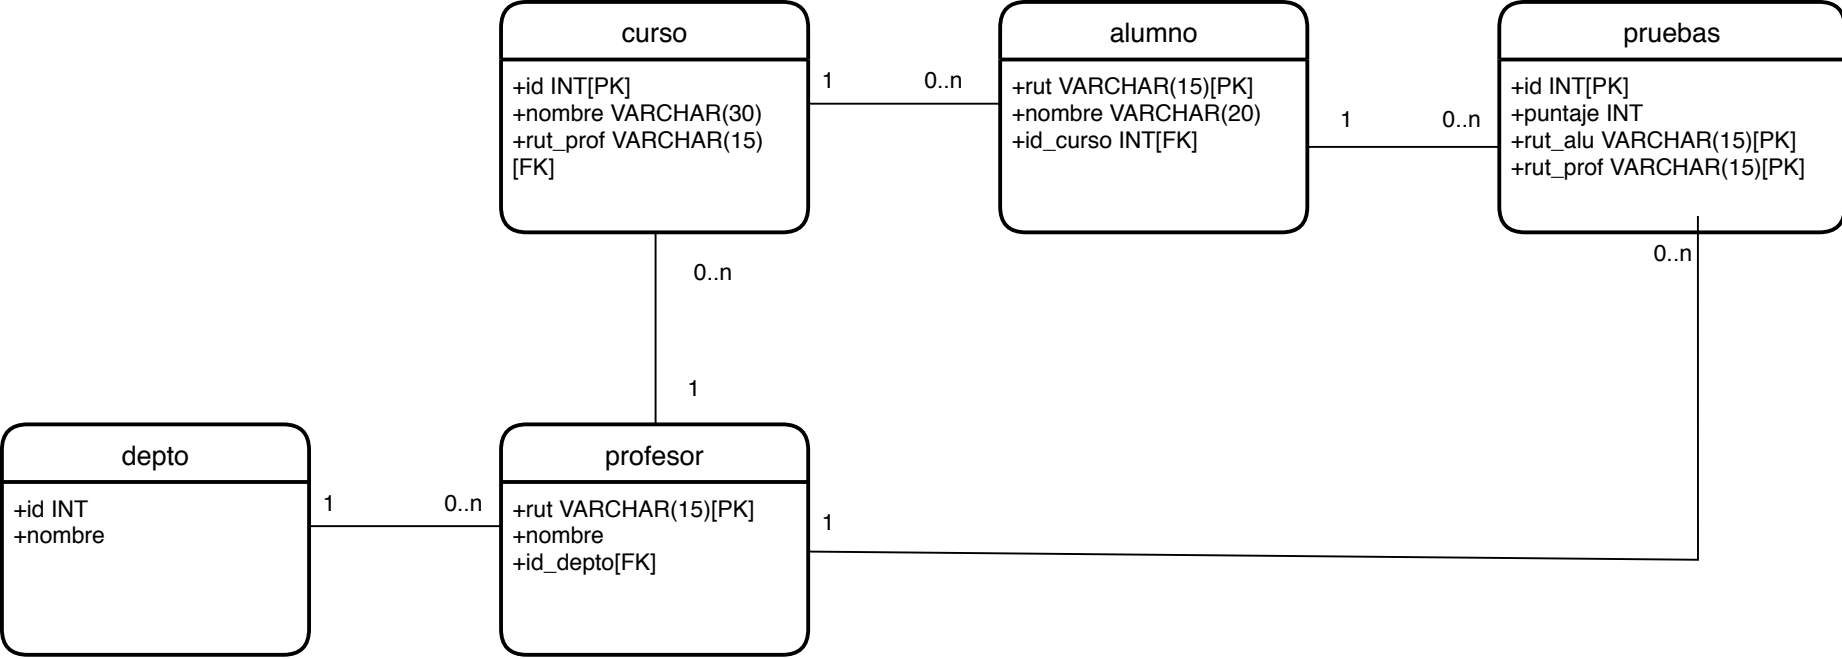 curso
+id INT[PK]
+nombre VARCHAR(30)
+rut_prof VARCHAR(15)
[FK]
1
0..n
alumno
+rut VARCHAR(15)[PK]
+nombre VARCHAR(20)
+id_curso INT[FK]
1
0..n
pruebas
+id INT[PK]
+puntaje INT
+rut_alu VARCHAR(15)[PK]
+rut_prof VARCHAR(15)[PK]
0..n
0..n
1
depto
+id INT
+nombre
1
0..n
profesor
+rut VARCHAR(15)[PK]
+nombre
+id_depto[FK]
1